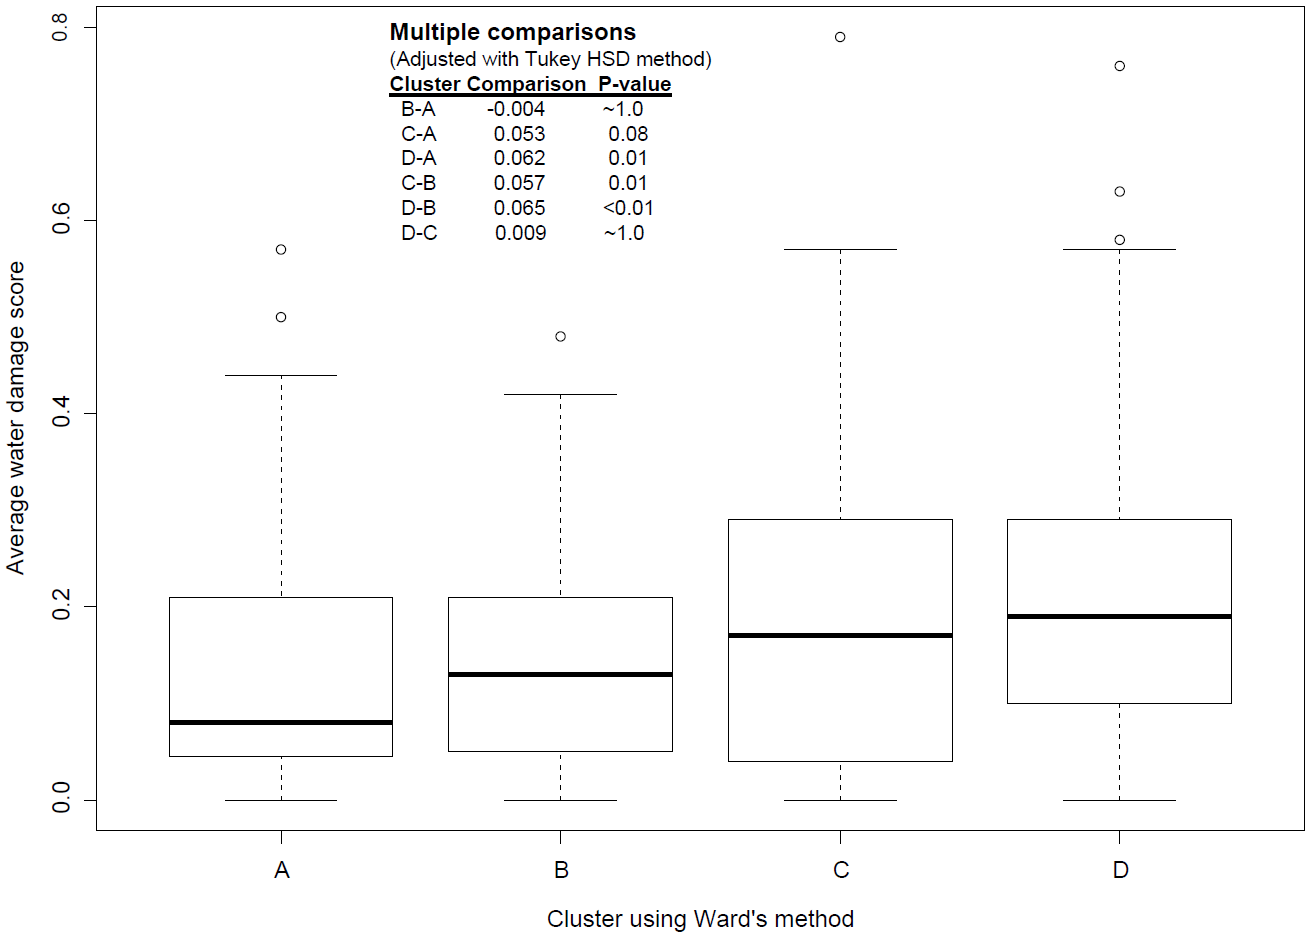 Multiple comparisons
(Adjusted with Tukey HSD method)
Cluster Comparison P-value
B-A -0.004 ~1.0
C-A 0.053 0.08
D-A 0.062 0.01
C-B 0.057 0.01
D-B 0.065 <0.01
D-C 0.009 ~1.0
Average water damage score
0.8
0.6
0.4
0.2
0.0
A B C D
Cluster using Ward's method